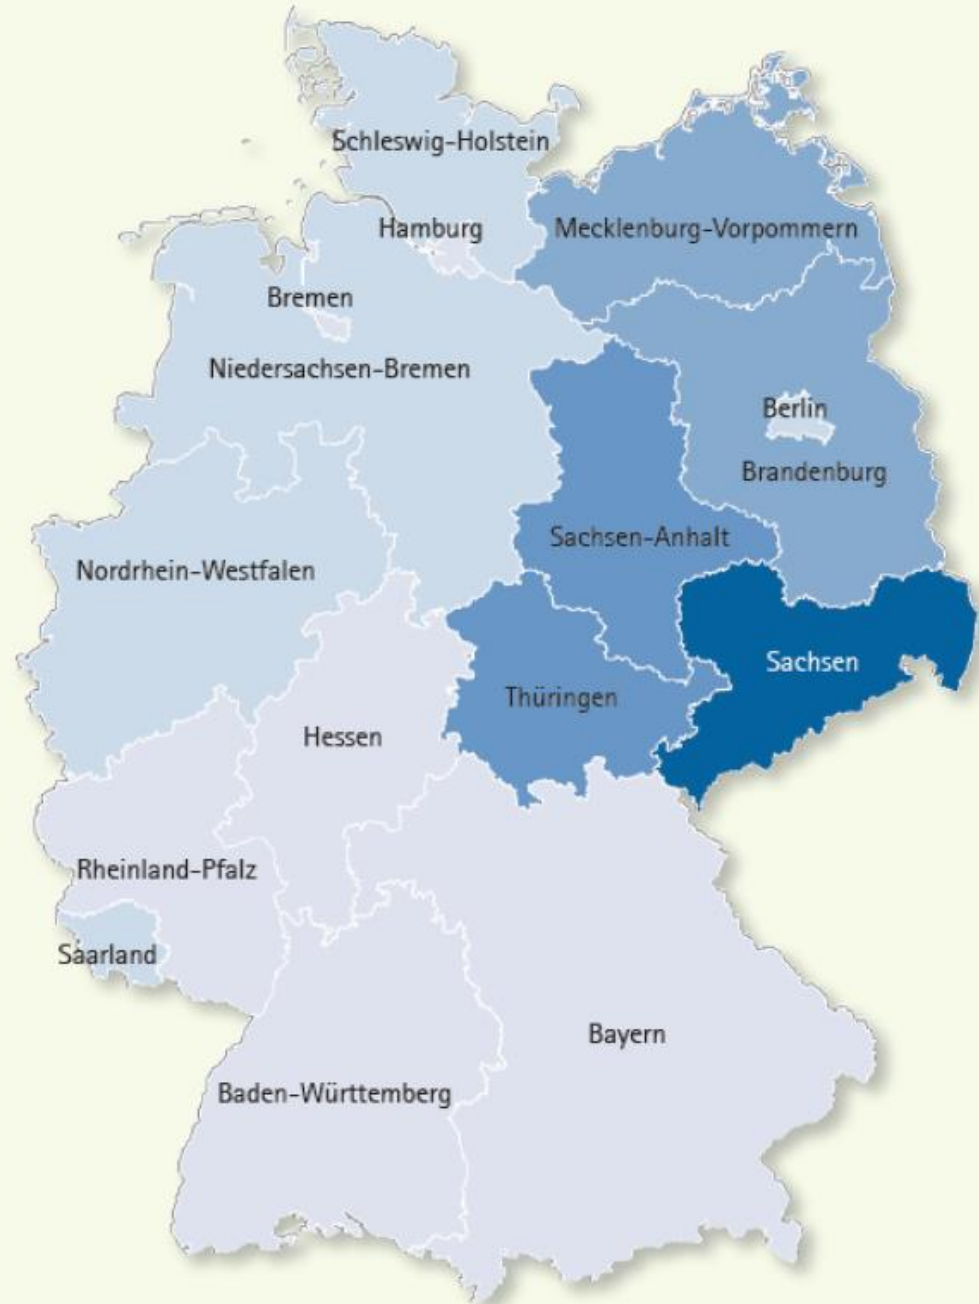 Schleswig-Holstein
Hamburg
Mecklenburg-Vorpommern
Bremen
Niedersachsen-Bremen
Berlin
Brandenburg
Sachsen-Anhalt
Nordrhein-Westfalen
Sachsen
Thüringen
Hessen
Rheinland-Pfalz
Saarland
Bayern
Baden-Württemberg